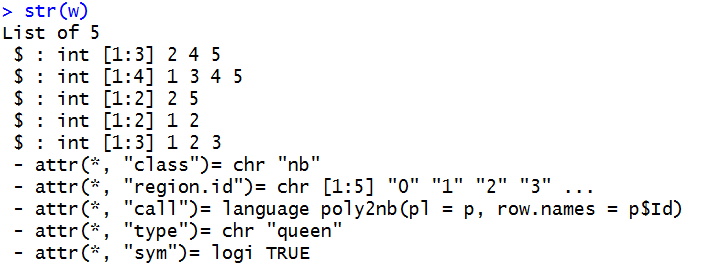 > str(w)
List of 5
 $ : int [1:3] 2 4 5
 $ : int [1:4] 1 3 4 5
 $ : int [1:2] 2 5
 $ : int [1:2] 1 2
 $ : int [1:3] 1 2 3
 - attr(*, "class")= chr "nb"
 - attr(*, "region.id")= chr [1:5] "0" "1" "2" "3" ...
 - attr(*, "call")= language poly2nb(pl = p, row.names = p$Id)
 - attr(*, "type")= chr "queen"
 - attr(*, "sym")= logi TRUE